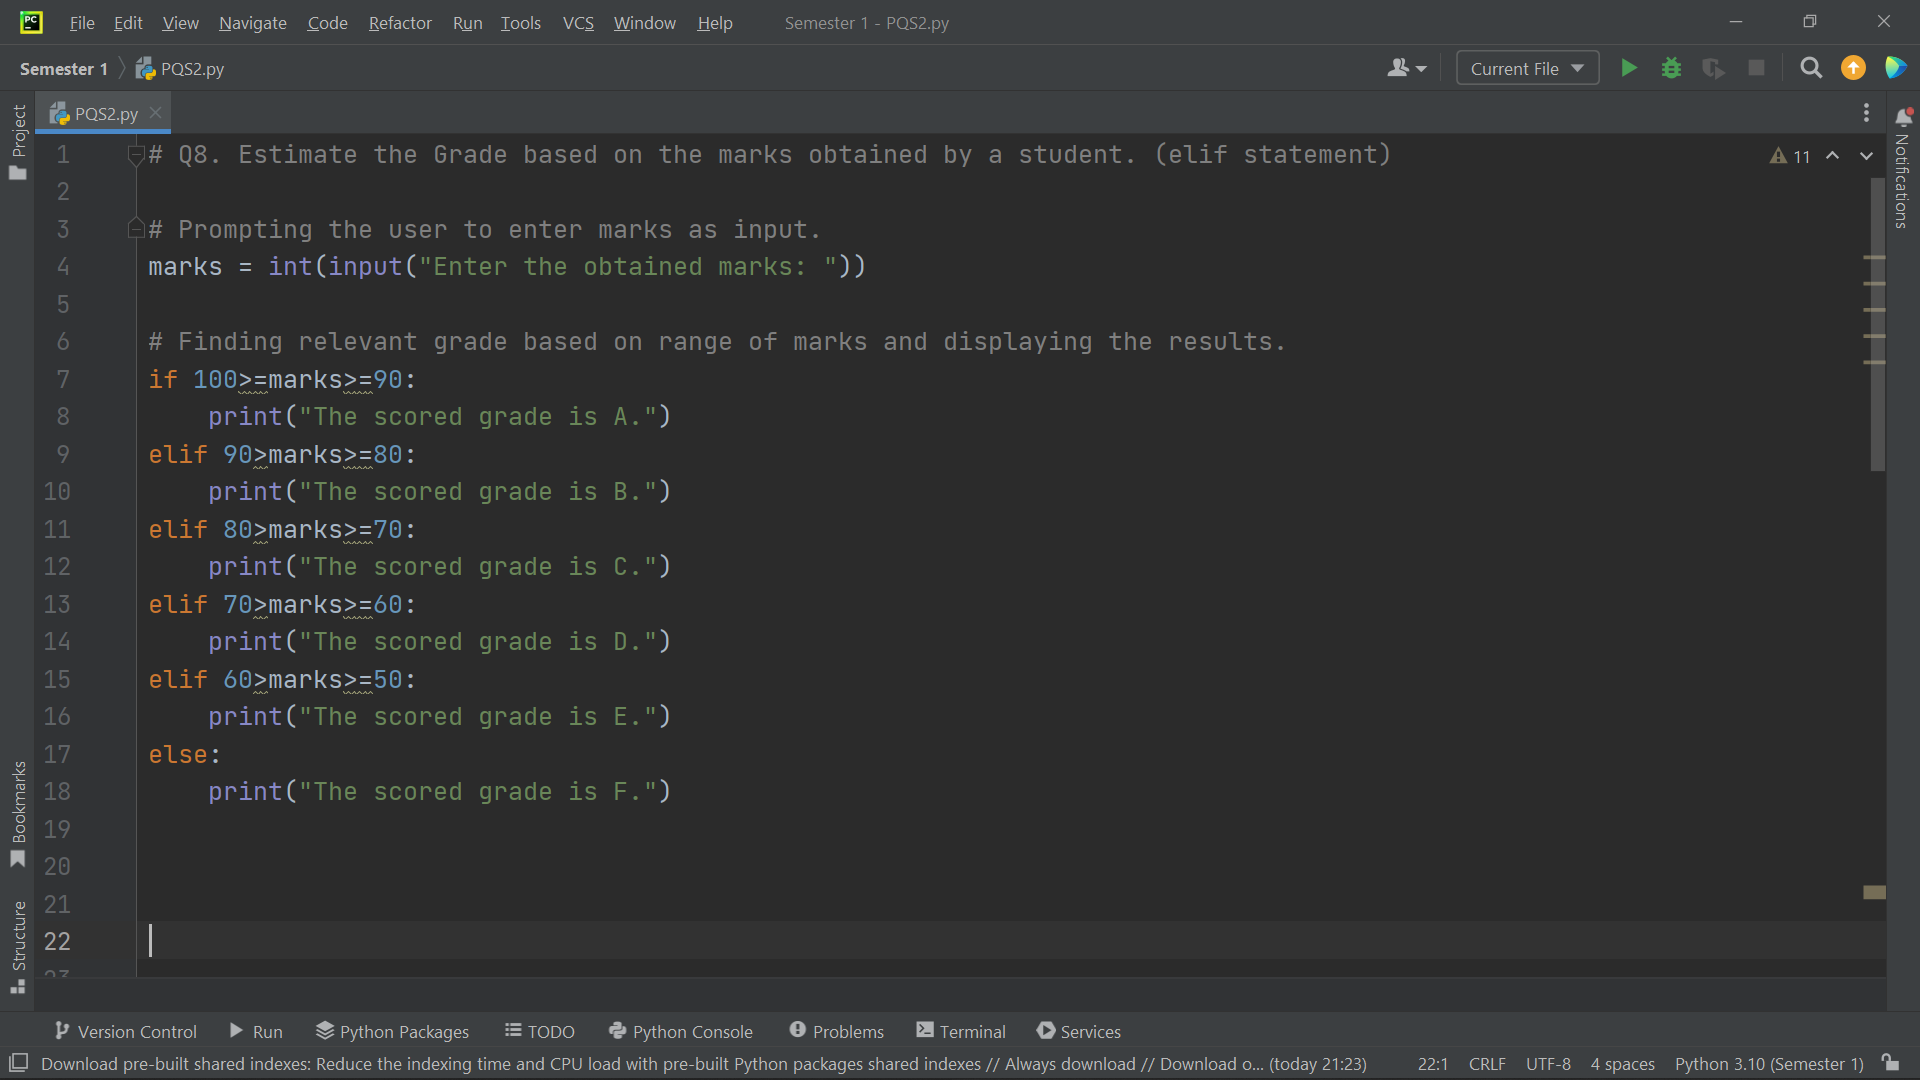 PC File Edit View Navigate Code Refactor Run Tools VCS Window Help Semester 1 - PQS2.py
Semester 1 PQS2.py Current File
Project
PQS2.py
Notifications
11
1 # Q8. Estimate the Grade based on the marks obtained by a student. (elif statement)
2
3 # Prompting the user to enter marks as input.
4 marks = int(input("Enter the obtained marks: "))
5
6 # Finding relevant grade based on range of marks and displaying the results.
7 if 100>=marks>=90:
8     print("The scored grade is A.")
9 elif 90>marks>=80:
10     print("The scored grade is B.")
11 elif 80>marks>=70:
12     print("The scored grade is C.")
13 elif 70>marks>=60:
14     print("The scored grade is D.")
15 elif 60>marks>=50:
16     print("The scored grade is E.")
17 else:
18     print("The scored grade is F.")
19
20
21
22
23
Bookmarks
Structure
Version Control Run Python Packages TODO Python Console Problems Terminal Services
Download pre-built shared indexes: Reduce the indexing time and CPU load with pre-built Python packages shared indexes // Always download // Download o... (today 21:23) 22:1 CRLF UTF-8 4 spaces Python 3.10 (Semester 1)